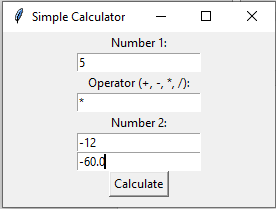 Simple Calculator
Number 1:
5
Operator (+, -, *, /):
*
Number 2:
-12
-60.0
Calculate